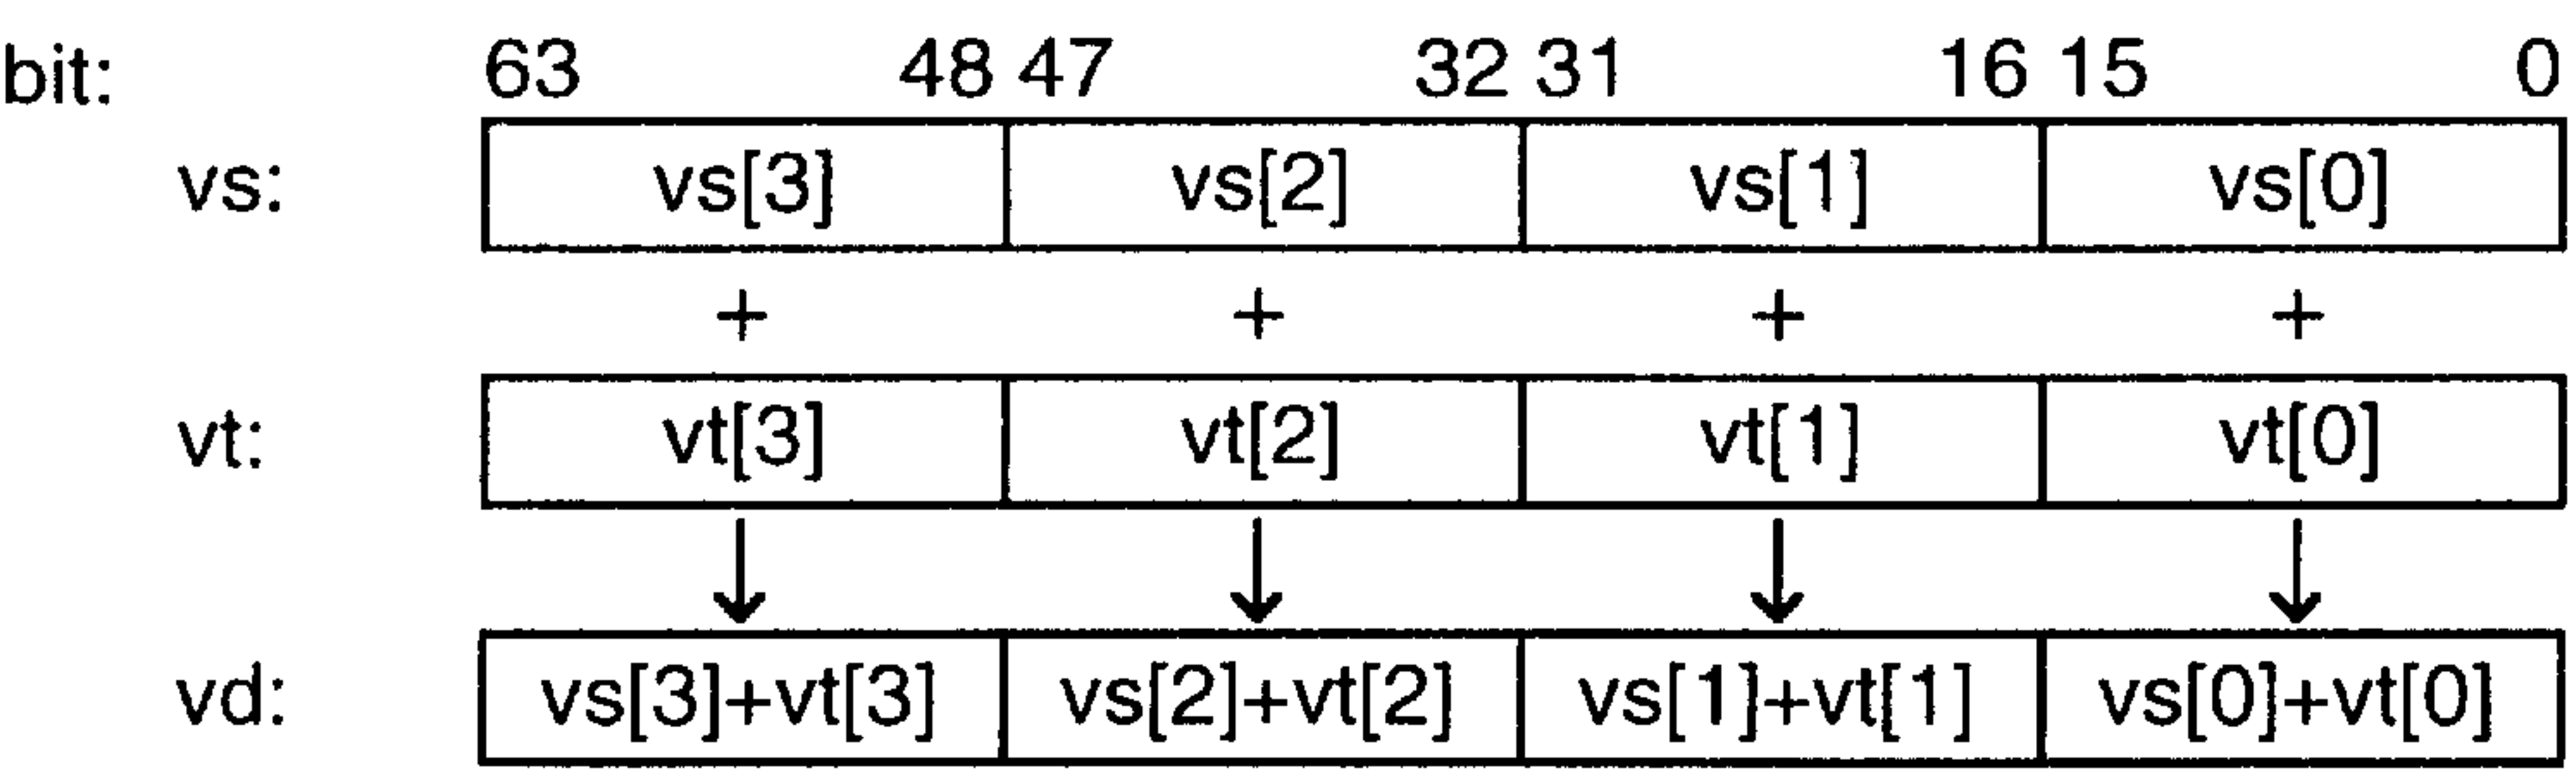 bit: 63 48 47 32 31 16 15 0
vs: vs[3] vs[2] vs[1] vs[0]
+ + + +
vt: vt[3] vt[2] vt[1] vt[0]
vd: vs[3]+vt[3] vs[2]+vt[2] vs[1]+vt[1] vs[0]+vt[0]